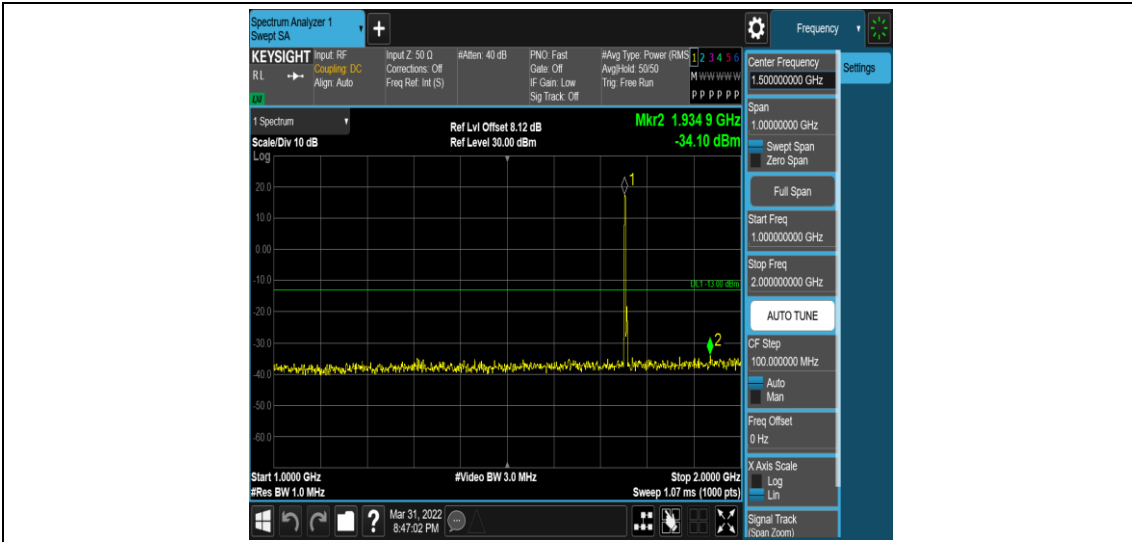 Spectrum Analyzer 1
Swept SA
Frequency
KEYSIGHT
RL
LXI
Input: RF
Coupling: DC
Align: Auto
Input Z: 50 Ω
Corrections: Off
Freq Ref: Int (S)
#Atten: 40 dB
PNO: Fast
Gate: Off
IF Gain: Low
Sig Track: Off
#Avg Type: Power (RMS
Avg|Hold: 50/50
Trig: Free Run
1 2 3 4 5 6
M W W W W W
P P P P P P
1 Spectrum
Scale/Div 10 dB
Log
Ref Lvl Offset 8.12 dB
Ref Level 30.00 dBm
Mkr2 1.934 9 GHz
-34.10 dBm
1
20.0
10.0
0.00
-10.0
DL1 -13.00 dBm
-20.0
-30.0
2
-40.0
-50.0
-60.0
Start 1.0000 GHz
#Res BW 1.0 MHz
#Video BW 3.0 MHz
Stop 2.0000 GHz
Sweep 1.07 ms (1000 pts)
Mar 31, 2022
8:47:02 PM
Center Frequency
1.500000000 GHz
Settings
Span
1.00000000 GHz
Swept Span
Zero Span
Full Span
Start Freq
1.000000000 GHz
Stop Freq
2.000000000 GHz
AUTO TUNE
CF Step
100.000000 MHz
Auto
Man
Freq Offset
0 Hz
X Axis Scale
Log
Lin
Signal Track
(Span Zoom)